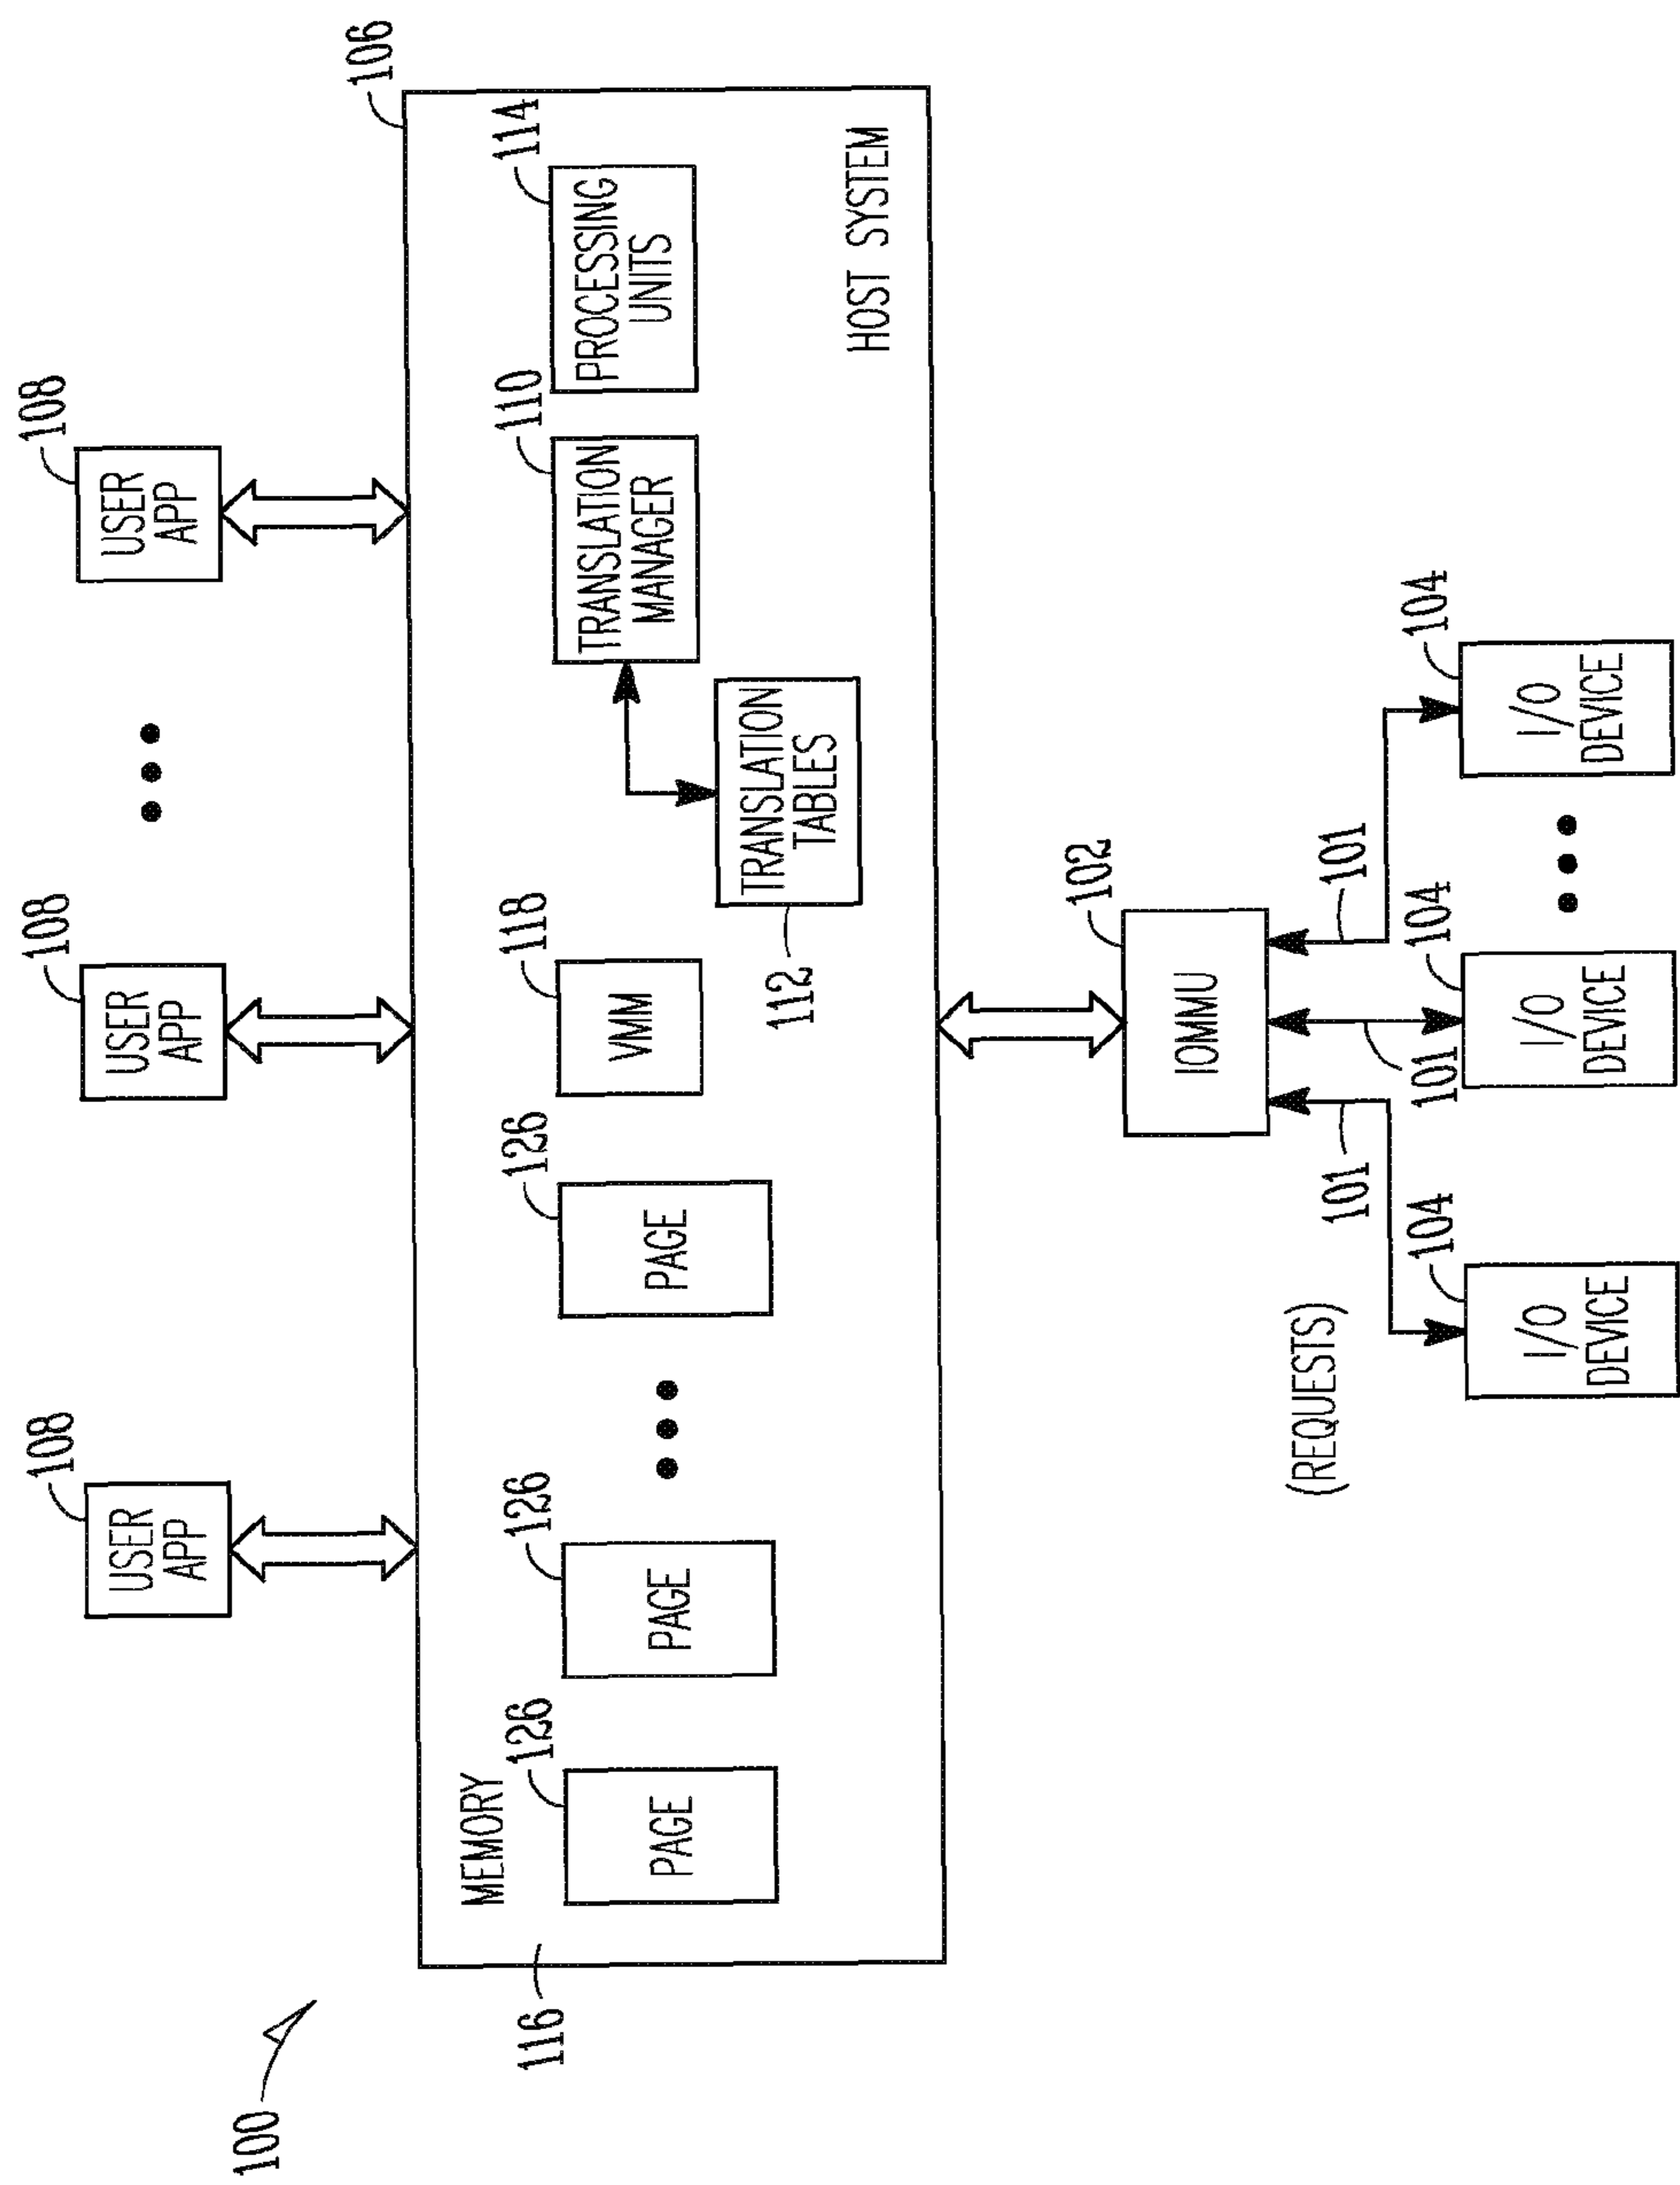 100
108
USER
APP
108
USER
APP
108
USER
APP
106
116
MEMORY
126
PAGE
126
PAGE
126
PAGE
118
VMM
110
TRANSLATION
MANAGER
114
PROCESSING
UNITS
112
TRANSLATION
TABLES
HOST SYSTEM
102
IOMMU
(REQUESTS)
101
101
101
104
I/O
DEVICE
104
I/O
DEVICE
104
I/O
DEVICE